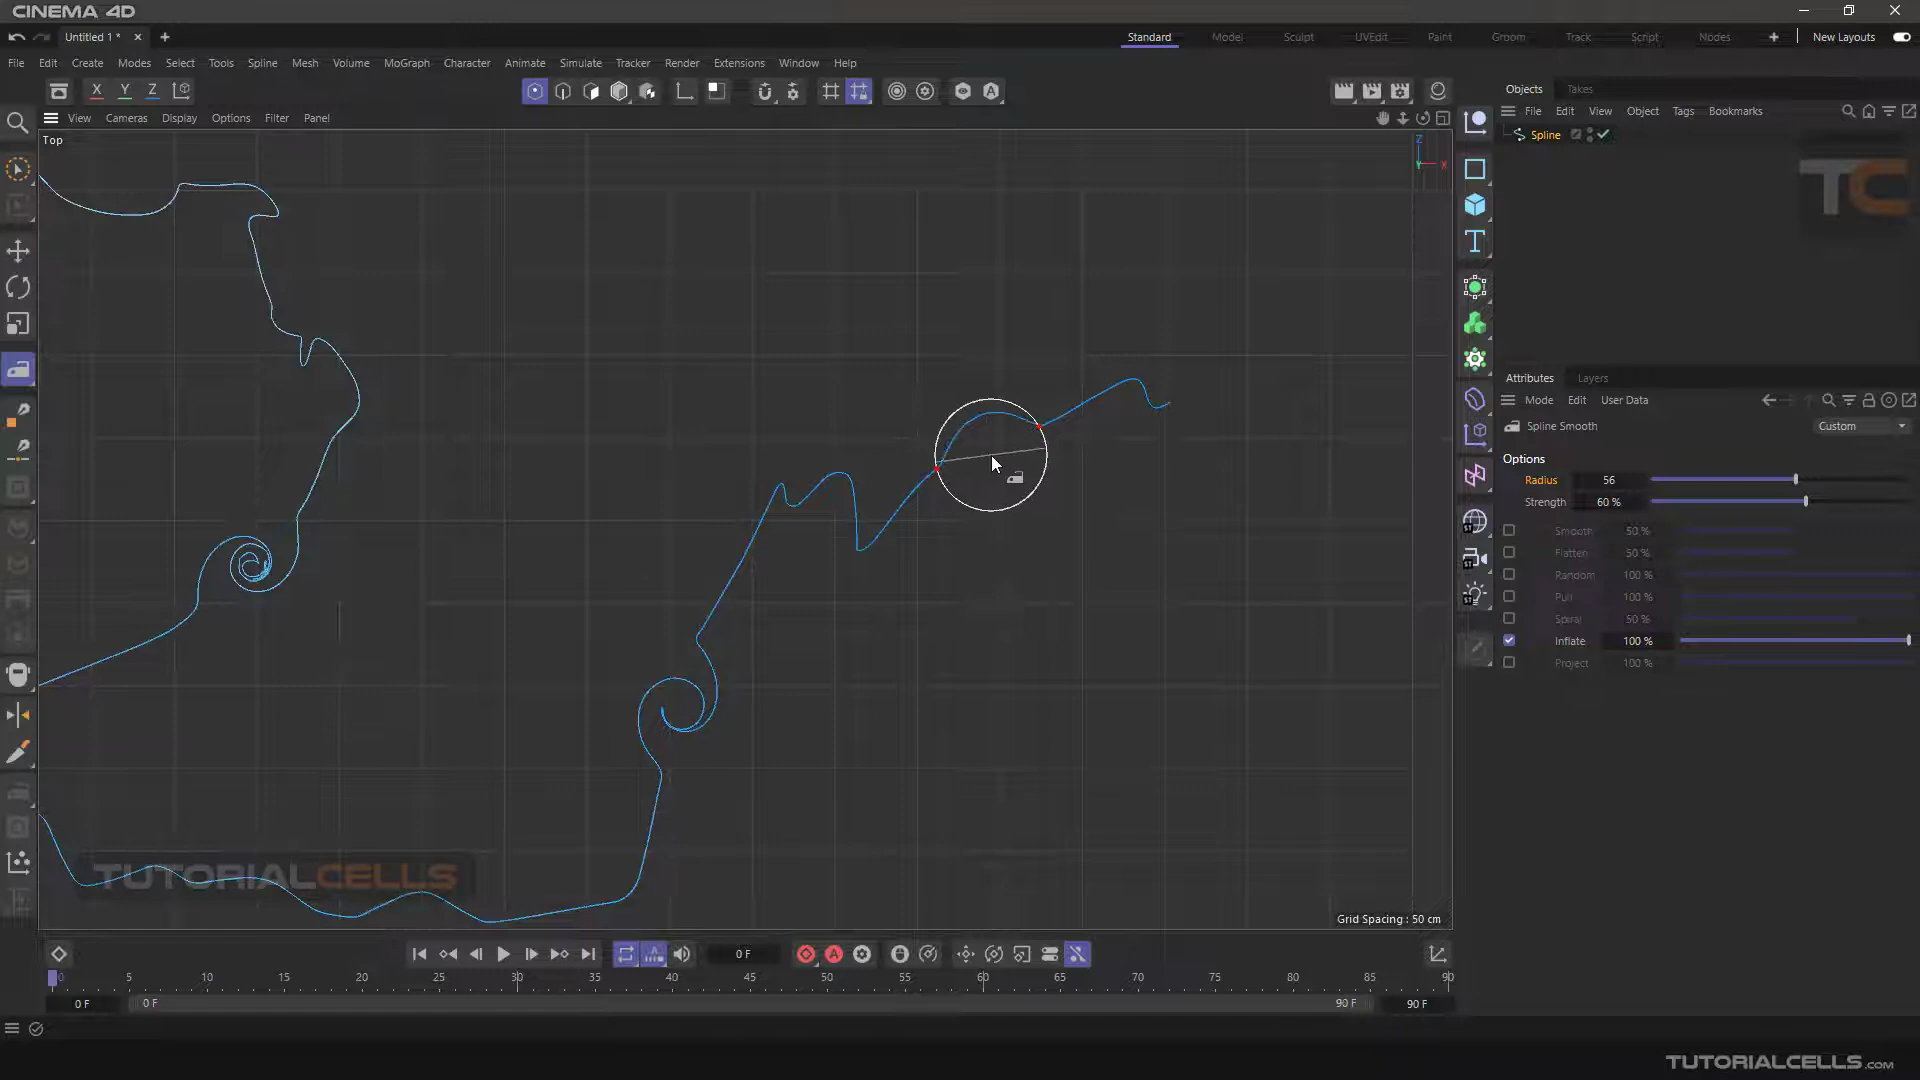 CINEMA 4D
Untitled 1 *
Standard Model Sculpt UVEdit Paint Groom Track Script Nodes New Layouts
File Edit Create Modes Select Tools Spline Mesh Volume MoGraph Character Animate Simulate Tracker Render Extensions Window Help
X Y Z
Objects Takes
View Cameras Display Options Filter Panel
File Edit View Object Tags Bookmarks
Top
Z
Y X
Spline
TC
Attributes Layers
Mode Edit User Data
Spline Smooth Custom
Options
Radius 56
Strength 60 %
Smooth 50 %
Flatten 50 %
Random 100 %
Pull 100 %
Spiral 50 %
Inflate 100 %
Project 100 %
TUTORIALCELLS
Grid Spacing : 50 cm
0 F
0 5 10 15 20 25 30 35 40 45 50 55 60 65 70 75 80 85 90
0 F 0 F 90 F 90 F
TUTORIALCELLS.com